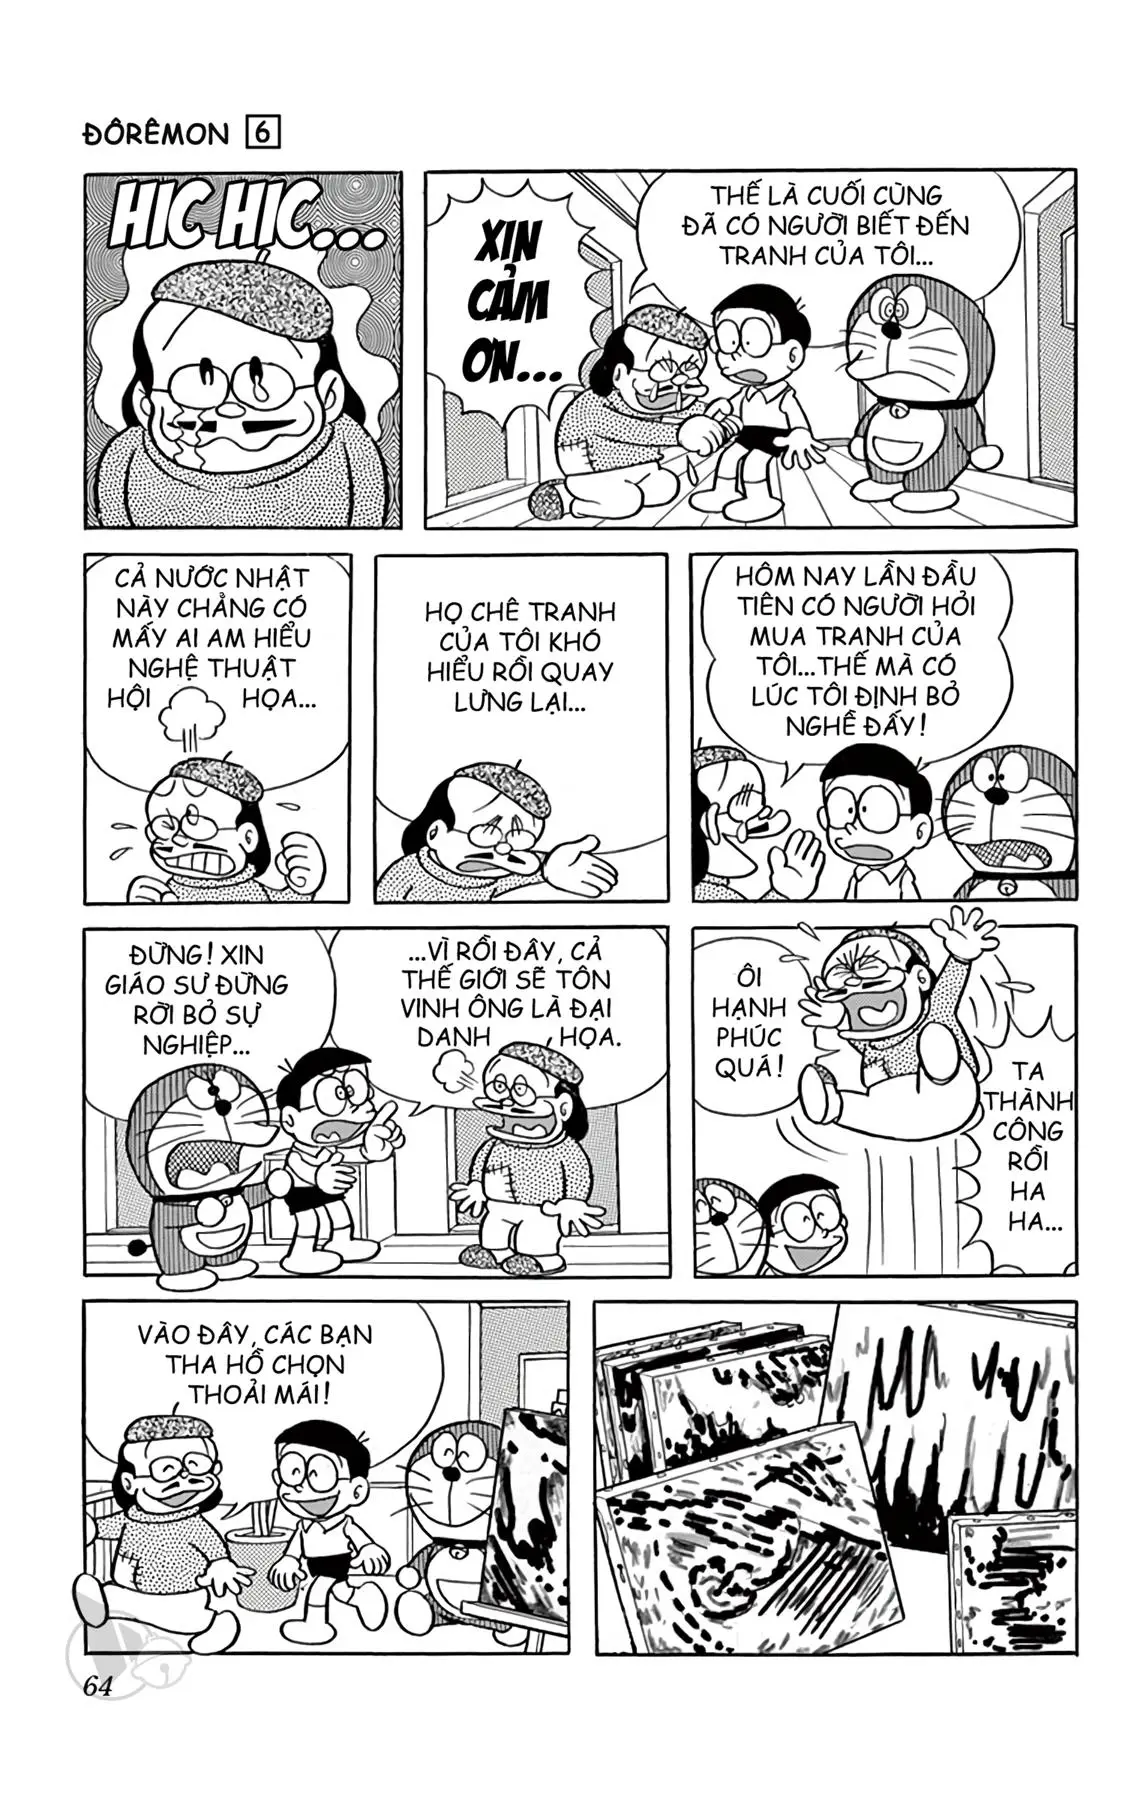 ĐÔRÊMON 6
HIC HIC...
XIN
CẢM
ƠN...
THẾ LÀ CUỐI CÙNG
ĐÃ CÓ NGƯỜI BIẾT ĐẾN
TRANH CỦA TÔI...
CẢ NƯỚC NHẬT
NÀY CHẲNG CÓ
MẤY AI AM HIỂU
NGHỆ THUẬT
HỘI HỌA...
HỌ CHÊ TRANH
CỦA TÔI KHÓ
HIỂU RỒI QUAY
LƯNG LẠI...
HÔM NAY LẦN ĐẦU
TIÊN CÓ NGƯỜI HỎI
MUA TRANH CỦA
TÔI...THẾ MÀ CÓ
LÚC TÔI ĐỊNH BỎ
NGHỀ ĐẤY!
ĐỪNG! XIN
GIÁO SƯ ĐỪNG
RỜI BỎ SỰ
NGHIỆP...
...VÌ RỒI ĐÂY, CẢ
THẾ GIỚI SẼ TÔN
VINH ÔNG LÀ ĐẠI
DANH HỌA.
ÔI
HẠNH
PHÚC
QUÁ!
TA
THÀNH
CÔNG
RỒI
HA
HA...
VÀO ĐÂY, CÁC BẠN
THA HỒ CHỌN
THOẢI MÁI!
64